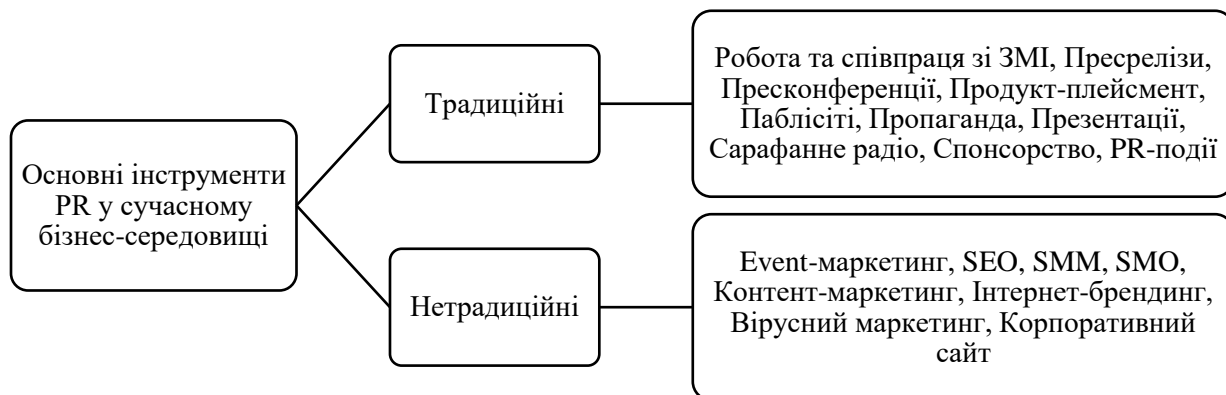 Основні інструменти
PR у сучасному
бізнес-середовищі
Традиційні
Робота та співпраця зі ЗМІ, Пресрелізи,
Пресконференції, Продукт-плейсмент,
Паблісіті, Пропаганда, Презентації,
Сарафанне радіо, Спонсорство, PR-події
Нетрадиційні
Event-маркетинг, SEO, SMM, SMO,
Контент-маркетинг, Інтернет-брендинг,
Вірусний маркетинг, Корпоративний
сайт